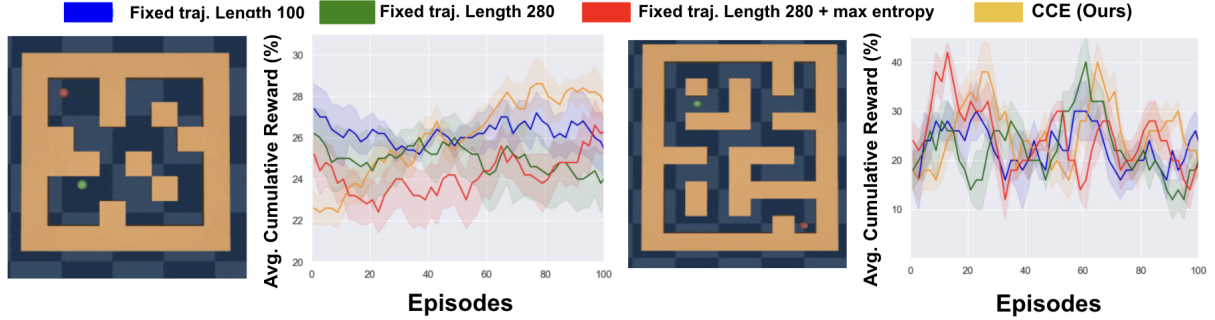 Fixed traj. Length 100
Fixed traj. Length 280
Fixed traj. Length 280 + max entropy
CCE (Ours)
Avg. Cumulative Reward (%)
30
28
26
24
22
20
0
20
40
60
80
100
Episodes
Avg. Cumulative Reward (%)
40
30
20
10
0
20
40
60
80
100
Episodes